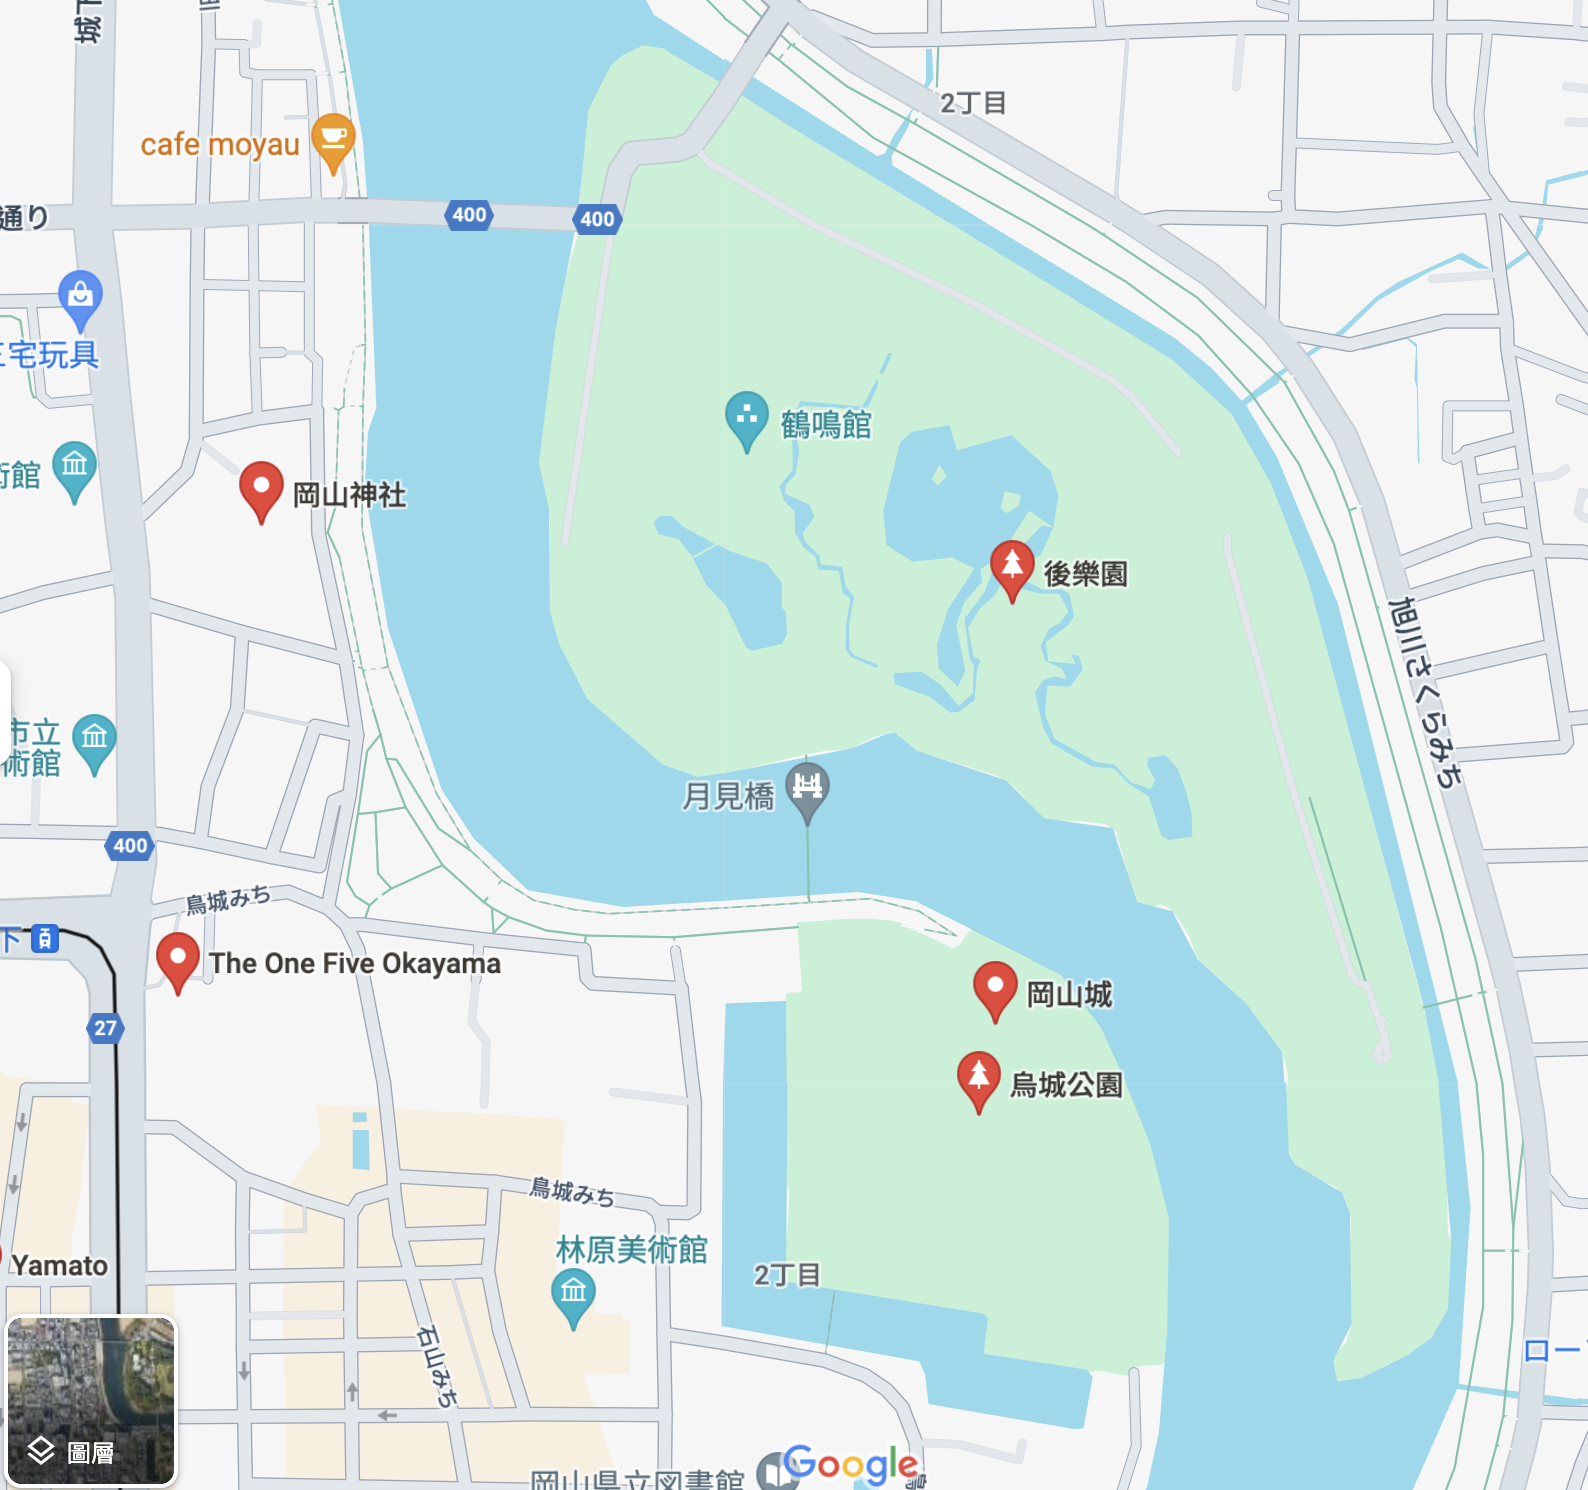 城下
2丁目
cafe moyau
通り
400
400
三宅玩具
鶴鳴館
術館
岡山神社
後樂園
旭川さくらみち
市立
術館
月見橋
400
烏城みち
下
The One Five Okayama
岡山城
27
烏城公園
烏城みち
林原美術館
2丁目
Yamato
石山みち
ロー
圖層
岡山県立図書館
Google